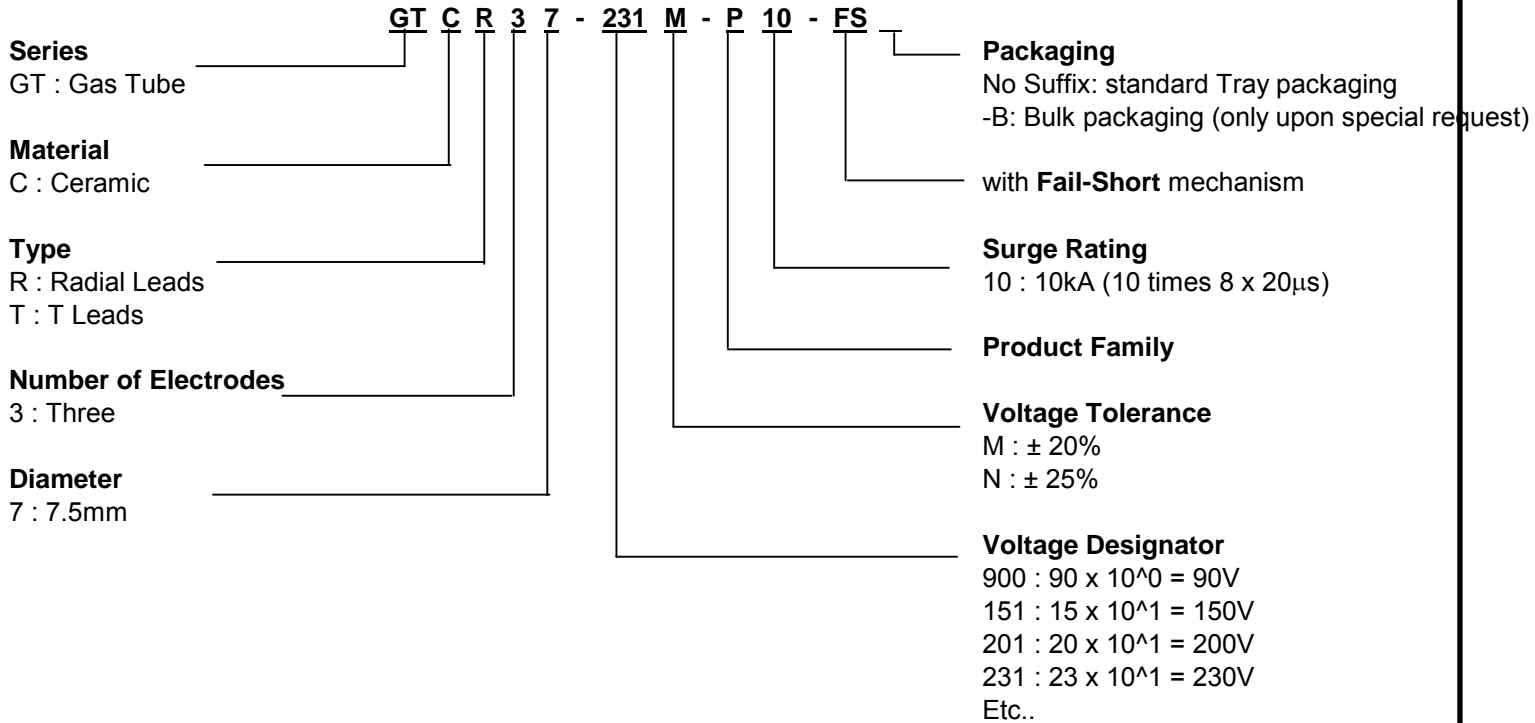 GT C R 3 7 - 231 M - P 10 - FS __
Series
GT : Gas Tube
Material
C : Ceramic
Type
R : Radial Leads
T : T Leads
Number of Electrodes
3 : Three
Diameter
7 : 7.5mm
Packaging
No Suffix: standard Tray packaging
-B: Bulk packaging (only upon special request)
with Fail-Short mechanism
Surge Rating
10 : 10kA (10 times 8 x 20µs)
Product Family
Voltage Tolerance
M : ± 20%
N : ± 25%
Voltage Designator
900 : 90 x 10^0 = 90V
151 : 15 x 10^1 = 150V
201 : 20 x 10^1 = 200V
231 : 23 x 10^1 = 230V
Etc..